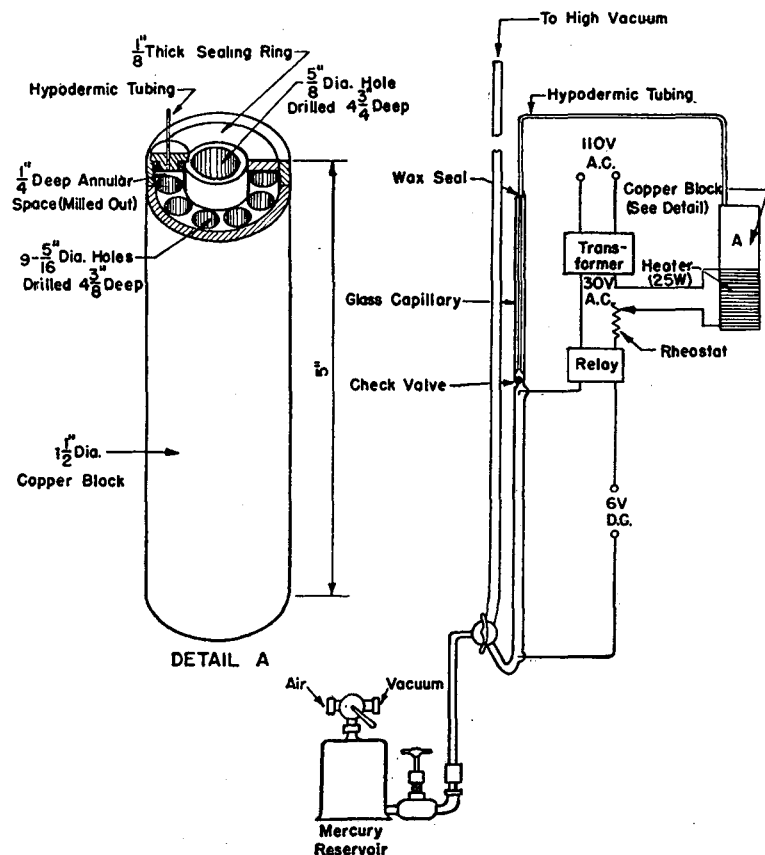 To High Vacuum
1/8" Thick Sealing Ring
Hypodermic Tubing
5/8" Dia. Hole
Drilled 4 3/4" Deep
1/4" Deep Annular
Space (Milled Out)
9-5/16" Dia. Holes
Drilled 4 3/8" Deep
5"
1 1/2" Dia.
Copper Block
DETAIL A
Hypodermic Tubing
110V
A.C.
Wax Seal
Copper Block
(See Detail)
A
Trans-
former
Heater
(25W)
30V
A.C.
Glass Capillary
Rheostat
Relay
Check Valve
6V
D.C.
Air
Vacuum
Mercury
Reservoir